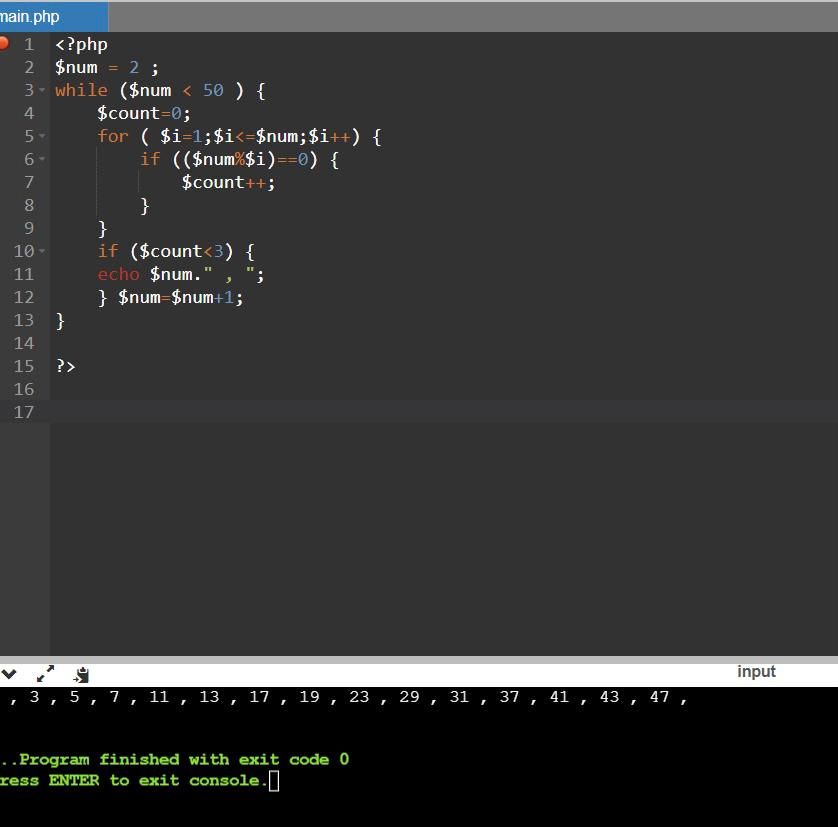 main.php
1 <?php
2 $num = 2 ;
3 while ($num < 50 ) {
4 $count=0;
5 for ( $i=1;$i<=$num;$i++) {
6 if (($num%$i)==0) {
7 $count++;
8 }
9 }
10 if ($count<3) {
11 echo $num." , ";
12 } $num=$num+1;
13 }
14
15 ?>
16
17
input
, 3 , 5 , 7 , 11 , 13 , 17 , 19 , 23 , 29 , 31 , 37 , 41 , 43 , 47 ,
..Program finished with exit code 0
ress ENTER to exit console.